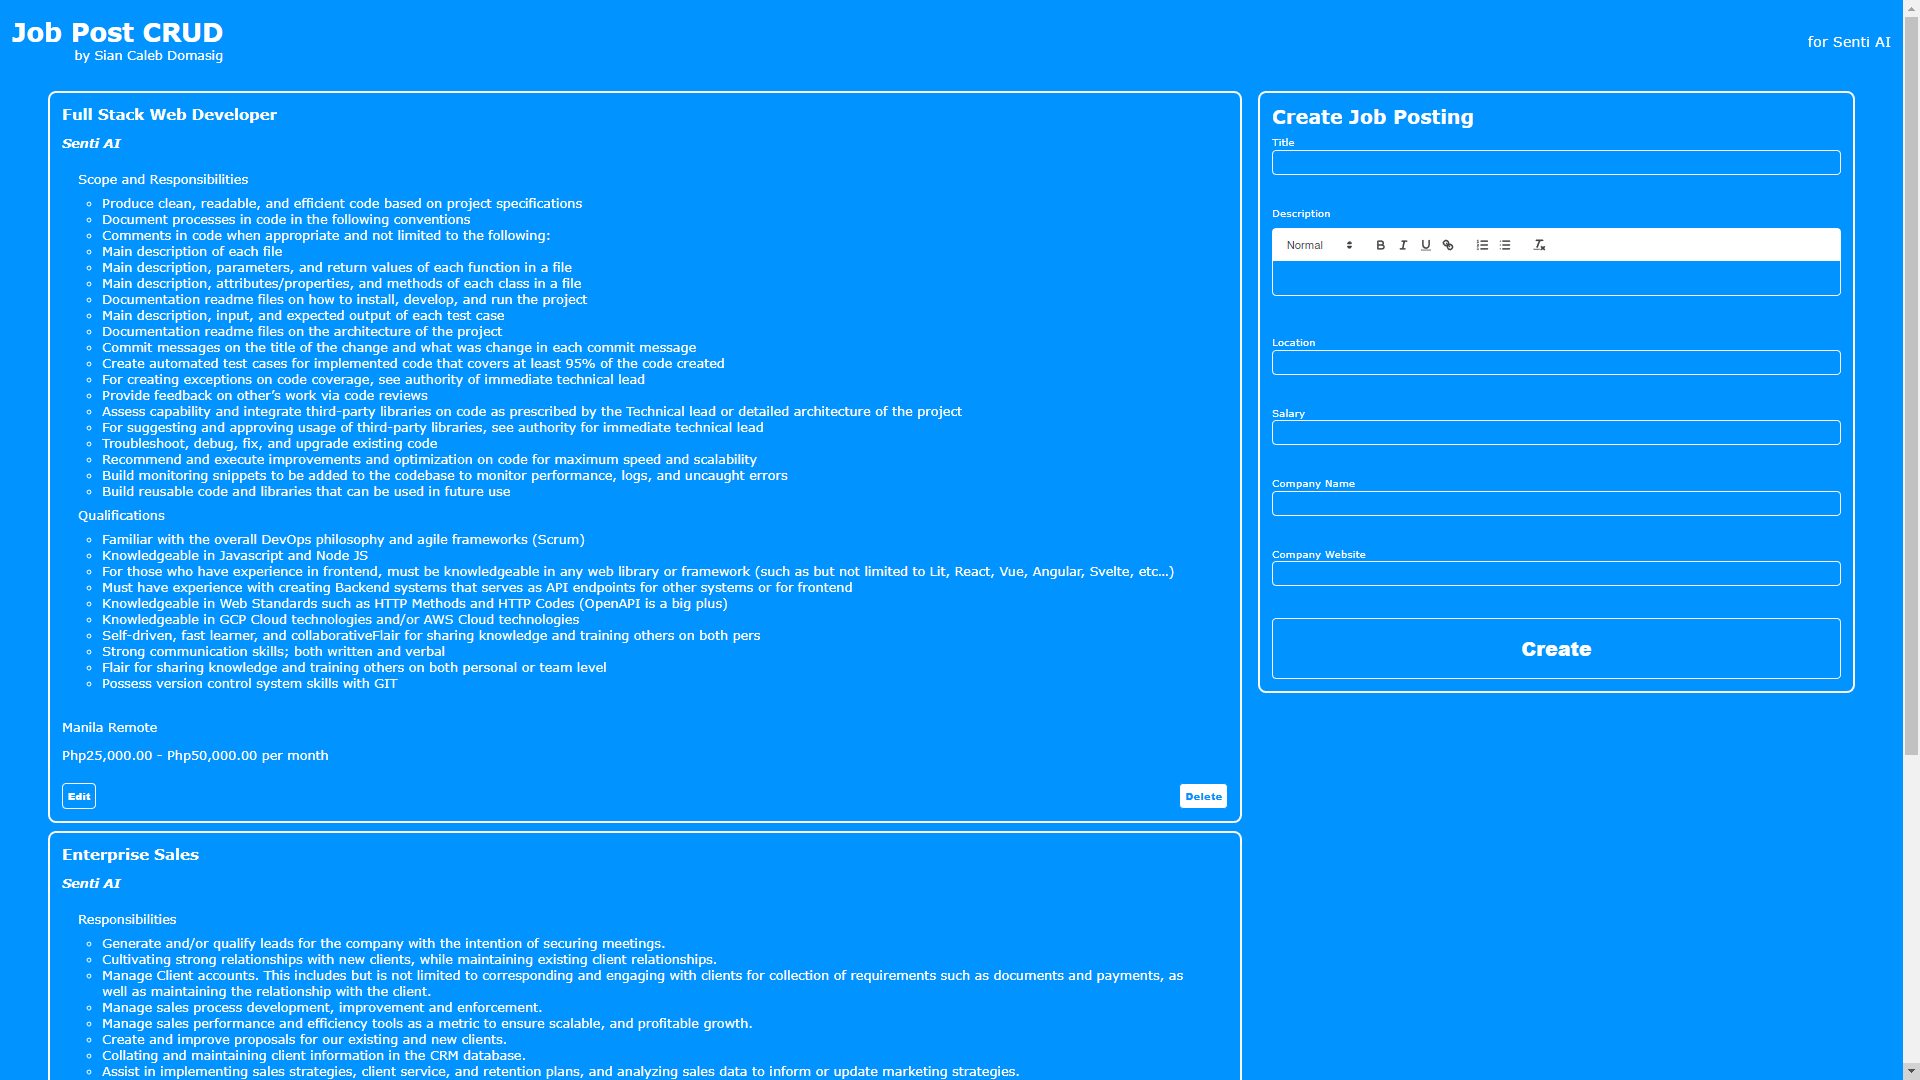 Job Post CRUD
by Sian Caleb Domasig
for Senti AI
Full Stack Web Developer
Senti AI
Scope and Responsibilities
Produce clean, readable, and efficient code based on project specifications
Document processes in code in the following conventions
Comments in code when appropriate and not limited to the following:
Main description of each file
Main description, parameters, and return values of each function in a file
Main description, attributes/properties, and methods of each class in a file
Documentation readme files on how to install, develop, and run the project
Main description, input, and expected output of each test case
Documentation readme files on the architecture of the project
Commit messages on the title of the change and what was change in each commit message
Create automated test cases for implemented code that covers at least 95% of the code created
For creating exceptions on code coverage, see authority of immediate technical lead
Provide feedback on other’s work via code reviews
Assess capability and integrate third-party libraries on code as prescribed by the Technical lead or detailed architecture of the project
For suggesting and approving usage of third-party libraries, see authority for immediate technical lead
Troubleshoot, debug, fix, and upgrade existing code
Recommend and execute improvements and optimization on code for maximum speed and scalability
Build monitoring snippets to be added to the codebase to monitor performance, logs, and uncaught errors
Build reusable code and libraries that can be used in future use
Qualifications
Familiar with the overall DevOps philosophy and agile frameworks (Scrum)
Knowledgeable in Javascript and Node JS
For those who have experience in frontend, must be knowledgeable in any web library or framework (such as but not limited to Lit, React, Vue, Angular, Svelte, etc…)
Must have experience with creating Backend systems that serves as API endpoints for other systems or for frontend
Knowledgeable in Web Standards such as HTTP Methods and HTTP Codes (OpenAPI is a big plus)
Knowledgeable in GCP Cloud technologies and/or AWS Cloud technologies
Self-driven, fast learner, and collaborativeFlair for sharing knowledge and training others on both pers
Strong communication skills; both written and verbal
Flair for sharing knowledge and training others on both personal or team level
Possess version control system skills with GIT
Manila Remote
Php25,000.00 - Php50,000.00 per month
Edit
Delete
Enterprise Sales
Senti AI
Responsibilities
Generate and/or qualify leads for the company with the intention of securing meetings.
Cultivating strong relationships with new clients, while maintaining existing client relationships.
Manage Client accounts. This includes but is not limited to corresponding and engaging with clients for collection of requirements such as documents and payments, as
well as maintaining the relationship with the client.
Manage sales process development, improvement and enforcement.
Manage sales performance and efficiency tools as a metric to ensure scalable, and profitable growth.
Create and improve proposals for our existing and new clients.
Collating and maintaining client information in the CRM database.
Assist in implementing sales strategies, client service, and retention plans, and analyzing sales data to inform or update marketing strategies.
Create Job Posting
Title
Description
Normal
Location
Salary
Company Name
Company Website
Create